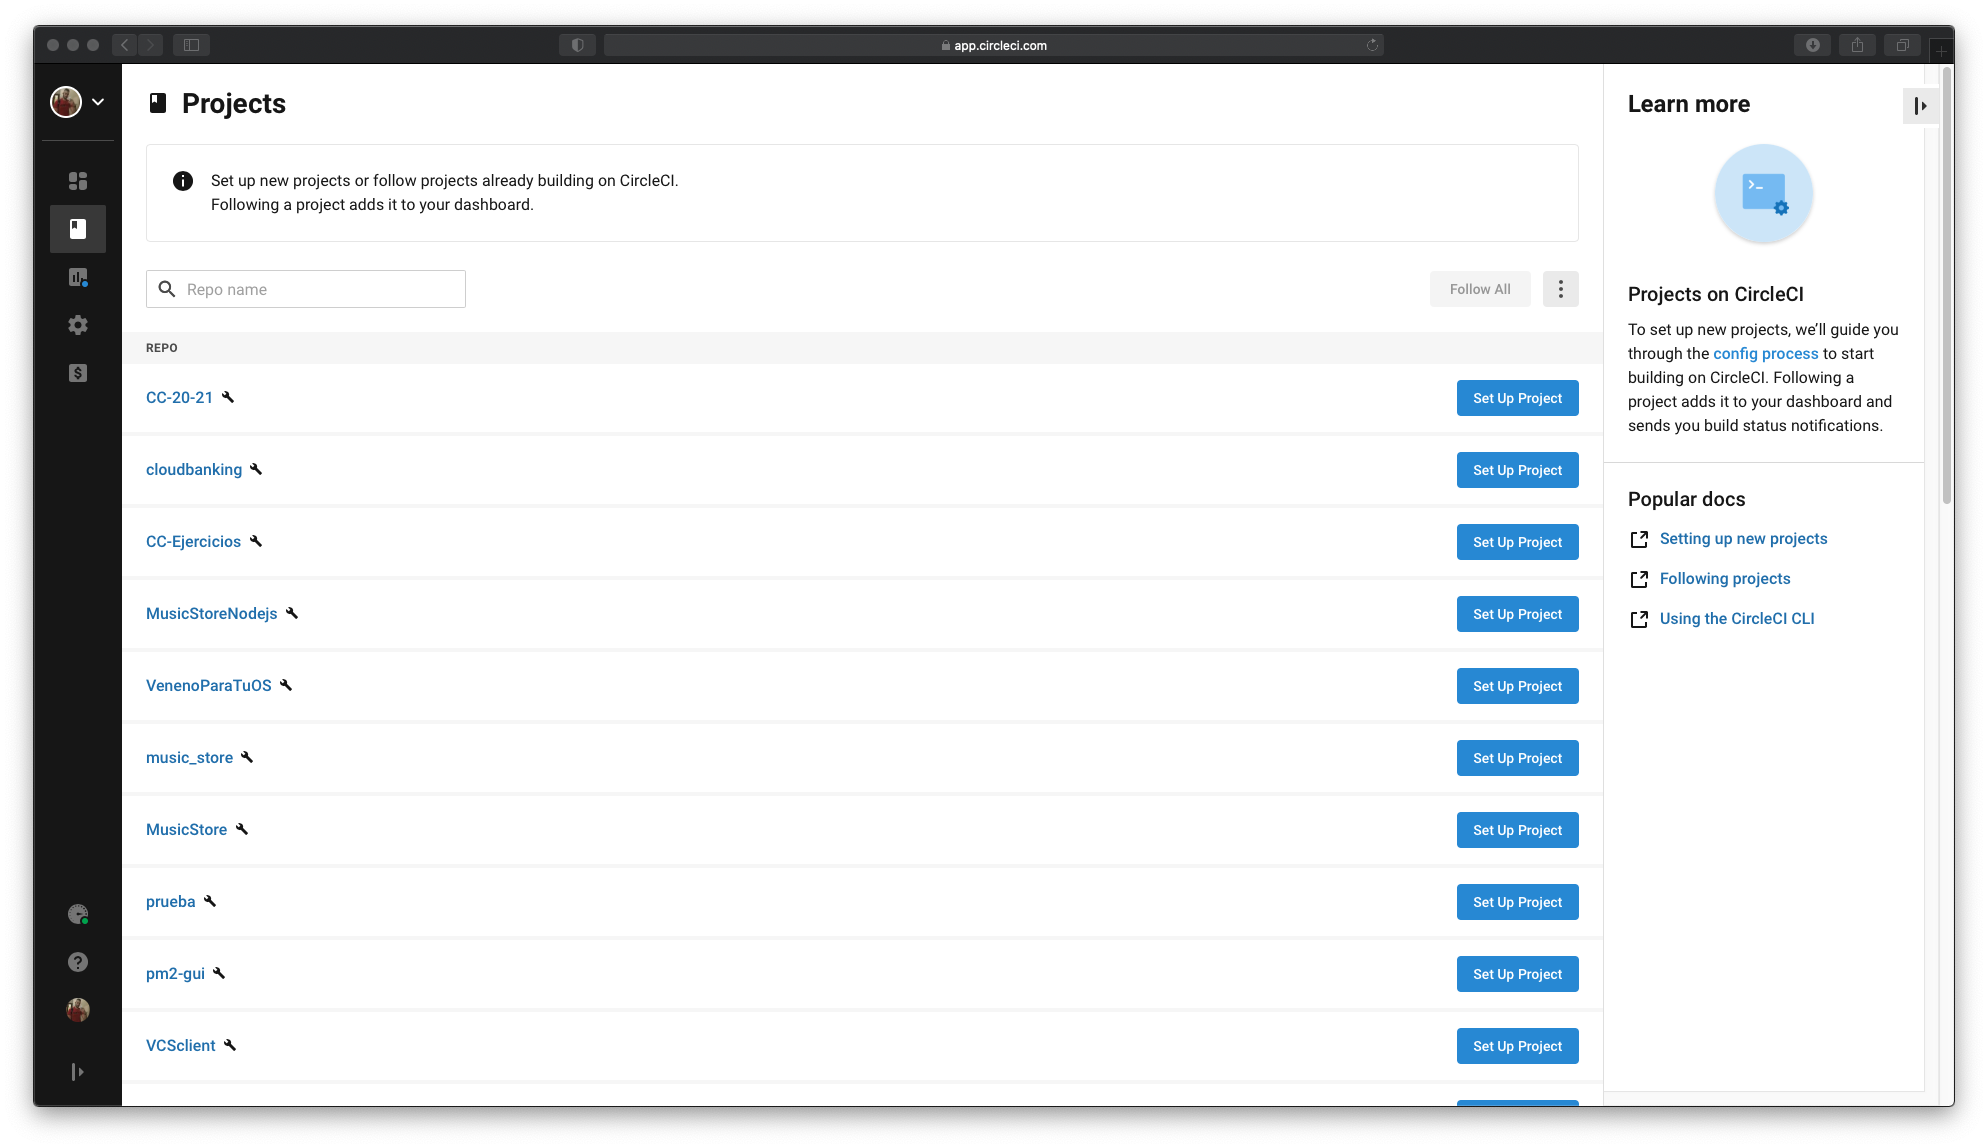 app.circleci.com
Projects
Set up new projects or follow projects already building on CircleCI.
Following a project adds it to your dashboard.
Repo name
Follow All
REPO
CC-20-21
Set Up Project
cloudbanking
Set Up Project
CC-Ejercicios
Set Up Project
MusicStoreNodejs
Set Up Project
VenenoParaTuOS
Set Up Project
music_store
Set Up Project
MusicStore
Set Up Project
prueba
Set Up Project
pm2-gui
Set Up Project
VCSclient
Set Up Project
Learn more
Projects on CircleCI
To set up new projects, we’ll guide you
through the config process to start
building on CircleCI. Following a
project adds it to your dashboard and
sends you build status notifications.
Popular docs
Setting up new projects
Following projects
Using the CircleCI CLI